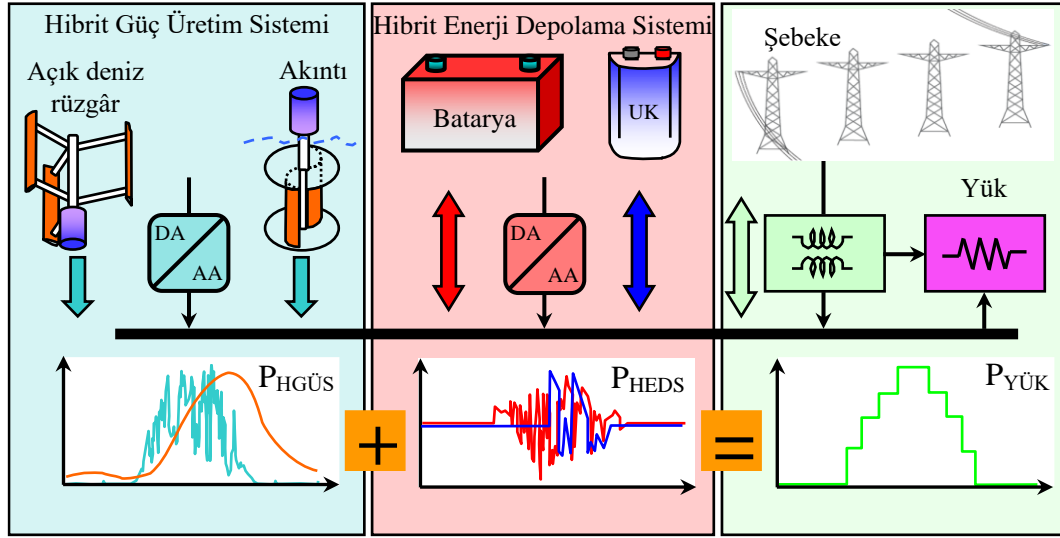 Hibrit Güç Üretim Sistemi
Açık deniz
rüzgâr
Akıntı
DA
AA
PHGÜS
Hibrit Enerji Depolama Sistemi
Batarya
UK
DA
AA
PHEDS
Şebeke
Yük
PYÜK
+
=